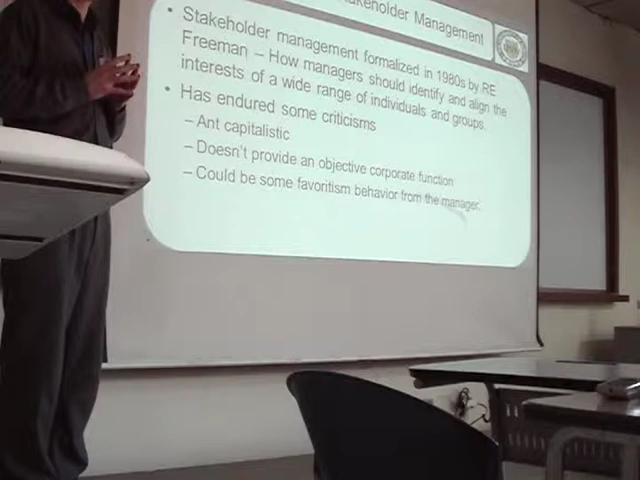 Stakeholder Management
• Stakeholder management formalized in 1980s by RE
Freeman – How managers should identify and align the
interests of a wide range of individuals and groups.
• Has endured some criticisms
– Ant capitalistic
– Doesn't provide an objective corporate function
– Could be some favoritism behavior from the manager.